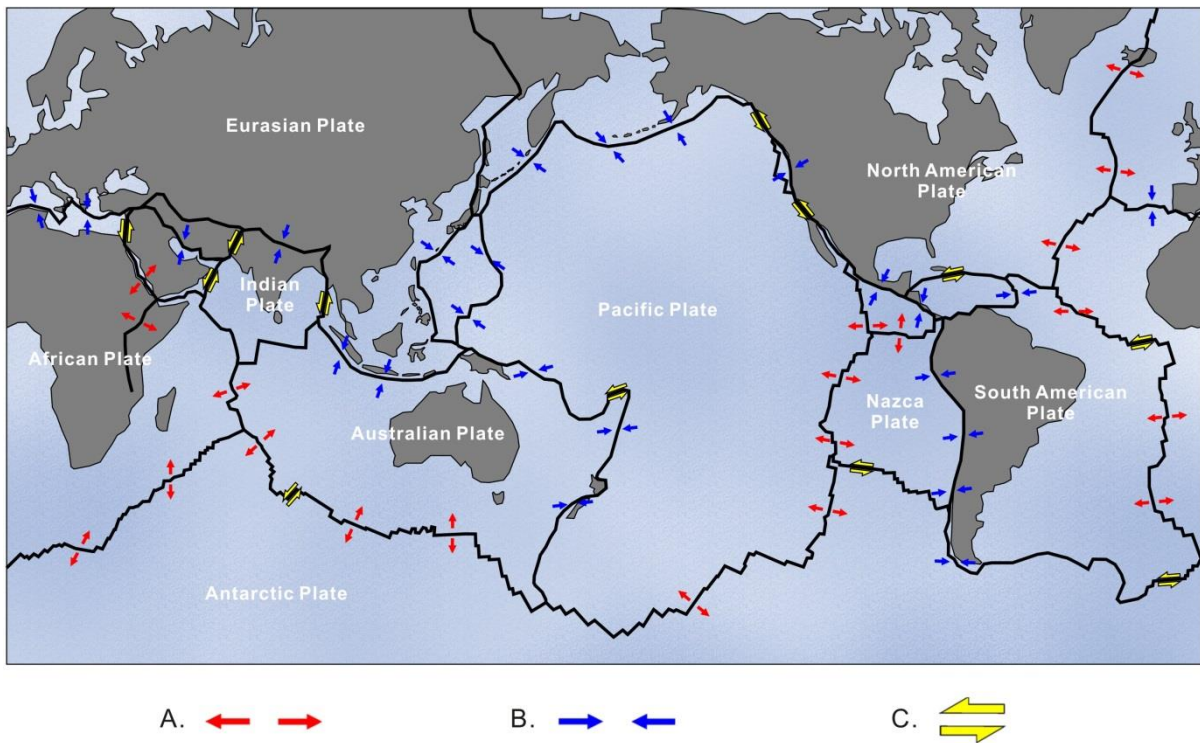 Eurasian Plate
North American
Plate
Indian
Plate
Pacific Plate
African Plate
Nazca
Plate
South American
Plate
Australian Plate
Antarctic Plate
A.
B.
C.